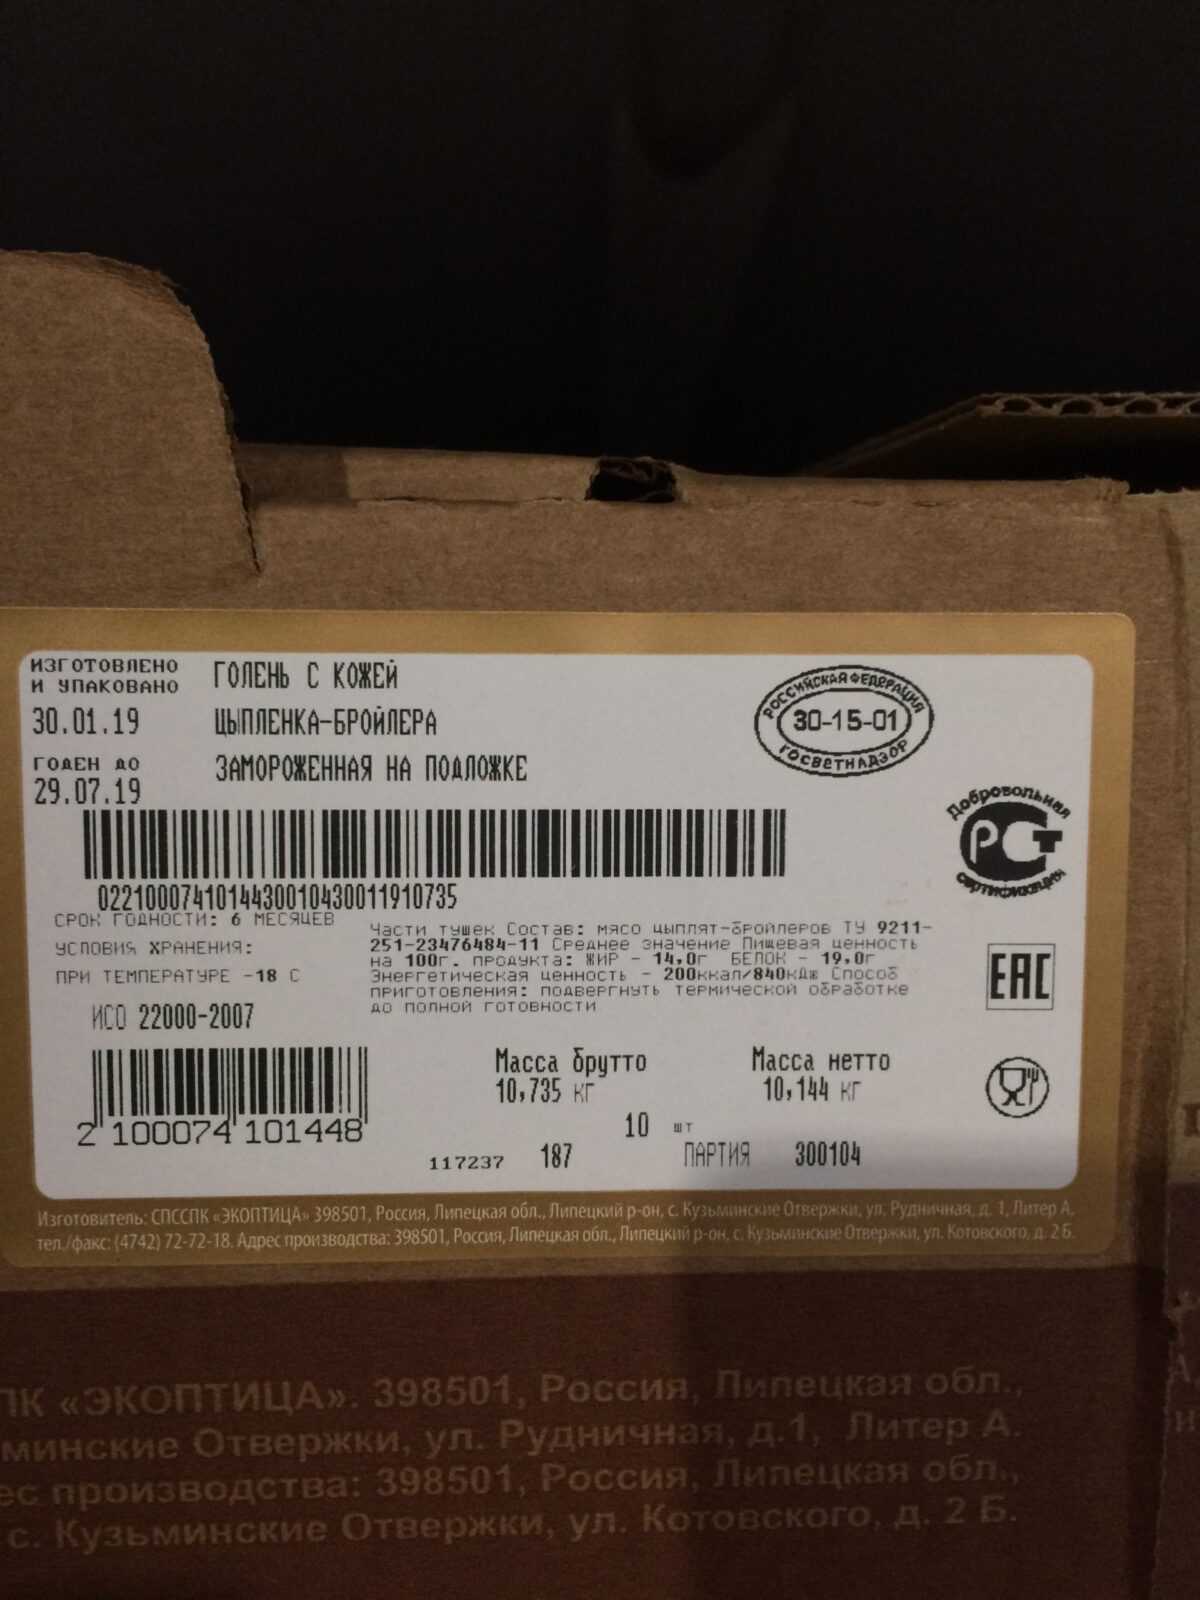 ИЗГОТОВЛЕНО
И УПАКОВАНО
30.01.19
ГОДЕН ДО
29.07.19
ГОЛЕНЬ С КОЖЕЙ
ЦЫПЛЕНКА-БРОЙЛЕРА
ЗАМОРОЖЕННАЯ НА ПОДЛОЖКЕ
РОССИЙСКАЯ ФЕДЕРАЦИЯ
30-15-01
ГОСВЕТНАДЗОР
Добровольная
РСТ
сертификация
0221000741014430010430011910735
СРОК ГОДНОСТИ: 6 МЕСЯЦЕВ
УСЛОВИЯ ХРАНЕНИЯ:
ПРИ ТЕМПЕРАТУРЕ -18 С
ИСО 22000-2007
Части тушек Состав: мясо цыплят-бройлеров ТУ 9211-
251-23476484-11 Среднее значение Пищевая ценность
на 100г. продукта: ЖИР - 14,0г БЕЛОК - 19,0г
Энергетическая ценность - 200ккал/840кДж Способ
приготовления: подвергнуть термической обработке
до полной готовности
EAC
2 100074 101448
Масса брутто
10,735 кг
Масса нетто
10,144 кг
10 шт
117237 187 ПАРТИЯ 300104
Изготовитель: СПССПК «ЭКОПТИЦА» 398501, Россия, Липецкая обл., Липецкий р-он, с. Кузьминские Отвержки, ул. Рудничная, д. 1, Литер А,
тел./факс: (4742) 72-72-18. Адрес производства: 398501, Россия, Липецкая обл., Липецкий р-он, с. Кузьминские Отвержки, ул. Котовского, д. 2 Б.
ПК «ЭКОПТИЦА». 398501, Россия, Липецкая обл.,
минские Отвержки, ул. Рудничная, д.1, Литер А.
ес производства: 398501, Россия, Липецкая обл.,
с. Кузьминские Отвержки, ул. Котовского, д. 2 Б.